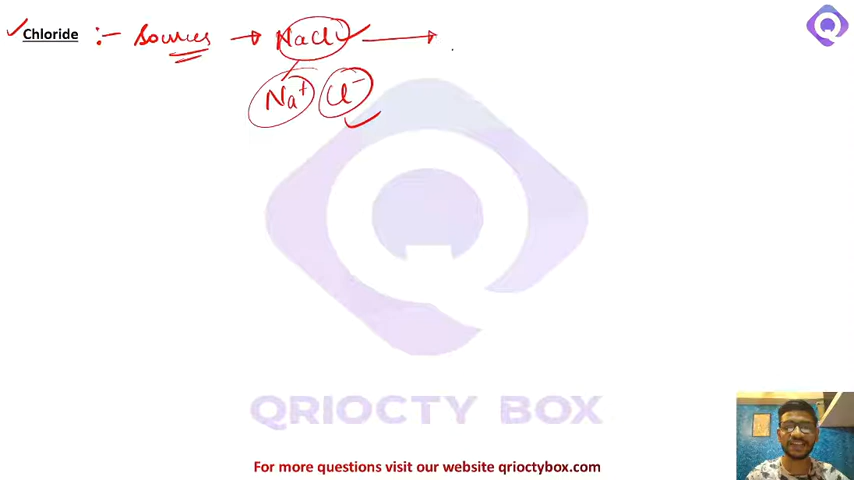 Chloride :- Sources → NaCl →
Na⁺ Cl⁻
QRIOCTY BOX
For more questions visit our website qrioctybox.com